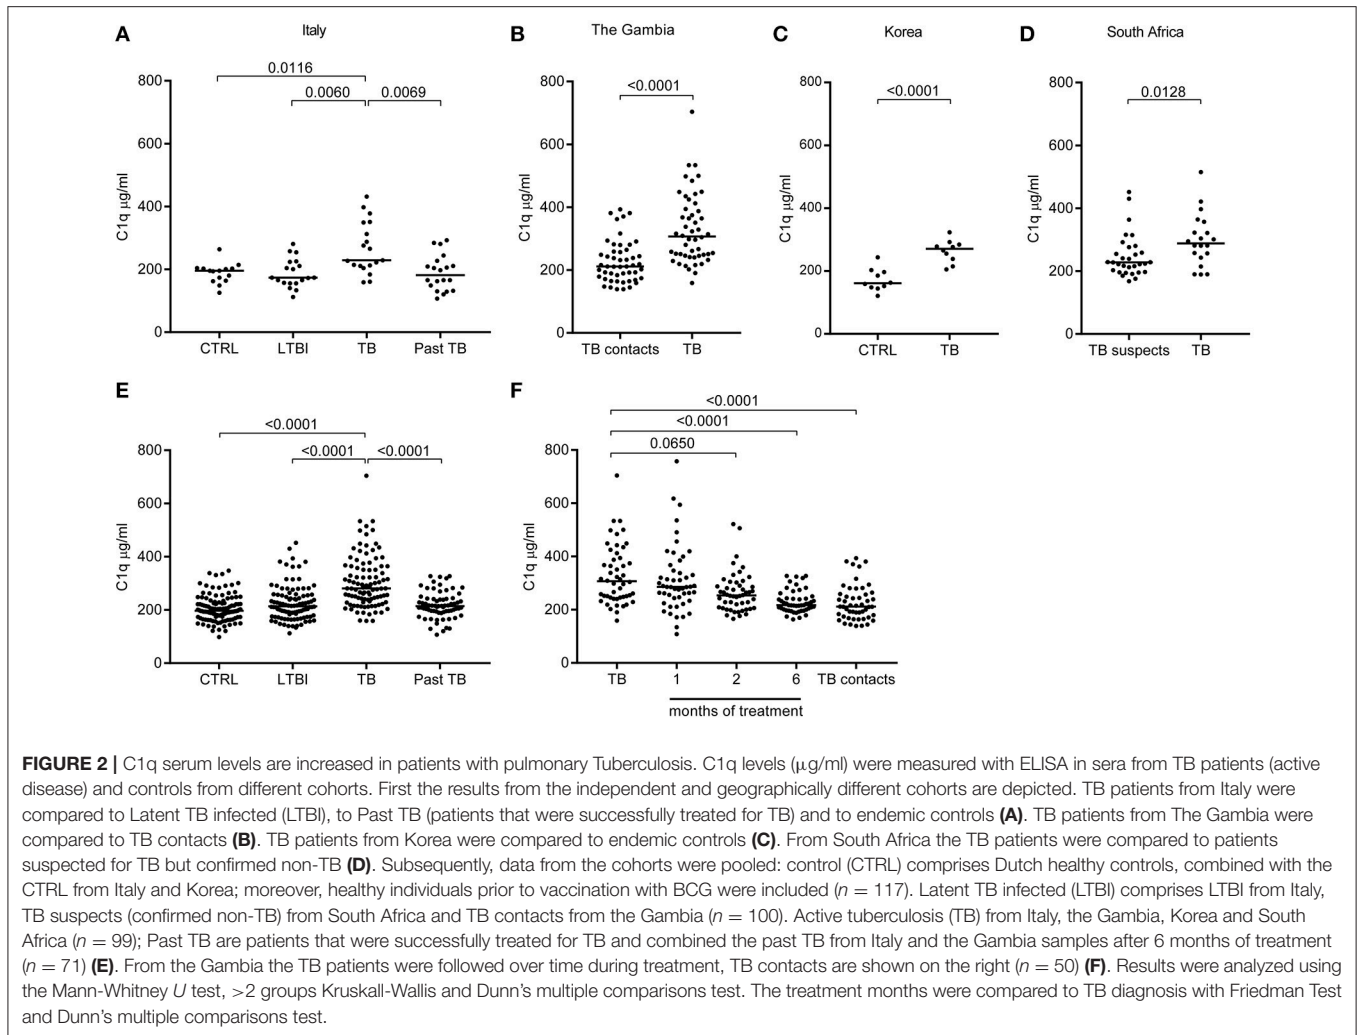 A Italy
B The Gambia
C Korea
D South Africa
0.0116
0.0060 0.0069
C1q µg/ml
800
600
400
200
0
CTRL LTBI TB Past TB
<0.0001
C1q µg/ml
800
600
400
200
0
TB contacts TB
<0.0001
C1q µg/ml
800
600
400
200
0
CTRL TB
0.0128
C1q µg/ml
800
600
400
200
0
TB suspects TB
E
<0.0001
<0.0001 <0.0001
C1q µg/ml
800
600
400
200
0
CTRL LTBI TB Past TB
F
<0.0001
<0.0001
0.0650
C1q µg/ml
800
600
400
200
0
TB 1 2 6 TB contacts
months of treatment
FIGURE 2 | C1q serum levels are increased in patients with pulmonary Tuberculosis. C1q levels (µg/ml) were measured with ELISA in sera from TB patients (active
disease) and controls from different cohorts. First the results from the independent and geographically different cohorts are depicted. TB patients from Italy were
compared to Latent TB infected (LTBI), to Past TB (patients that were successfully treated for TB) and to endemic controls (A). TB patients from The Gambia were
compared to TB contacts (B). TB patients from Korea were compared to endemic controls (C). From South Africa the TB patients were compared to patients
suspected for TB but confirmed non-TB (D). Subsequently, data from the cohorts were pooled: control (CTRL) comprises Dutch healthy controls, combined with the
CTRL from Italy and Korea; moreover, healthy individuals prior to vaccination with BCG were included (n = 117). Latent TB infected (LTBI) comprises LTBI from Italy,
TB suspects (confirmed non-TB) from South Africa and TB contacts from the Gambia (n = 100). Active tuberculosis (TB) from Italy, the Gambia, Korea and South
Africa (n = 99); Past TB are patients that were successfully treated for TB and combined the past TB from Italy and the Gambia samples after 6 months of treatment
(n = 71) (E). From the Gambia the TB patients were followed over time during treatment, TB contacts are shown on the right (n = 50) (F). Results were analyzed using
the Mann-Whitney U test, >2 groups Kruskall-Wallis and Dunn's multiple comparisons test. The treatment months were compared to TB diagnosis with Friedman Test
and Dunn's multiple comparisons test.